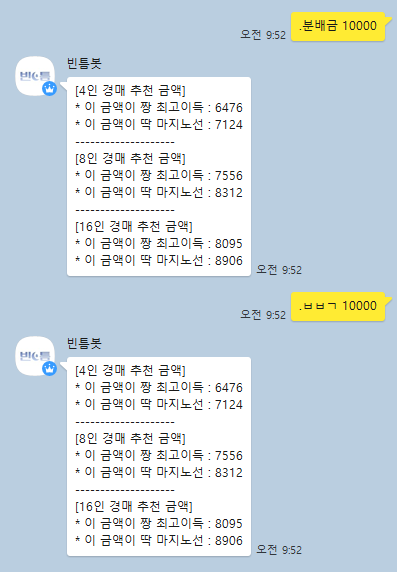 .분배금 10000
오전 9:52
빈틈봇
[4인 경매 추천 금액]
* 이 금액이 짱 최고이득 : 6476
* 이 금액이 딱 마지노선 : 7124
--------------------
[8인 경매 추천 금액]
* 이 금액이 짱 최고이득 : 7556
* 이 금액이 딱 마지노선 : 8312
--------------------
[16인 경매 추천 금액]
* 이 금액이 짱 최고이득 : 8095
* 이 금액이 딱 마지노선 : 8906
오전 9:52
.ㅂㅂㄱ 10000
오전 9:52
빈틈봇
[4인 경매 추천 금액]
* 이 금액이 짱 최고이득 : 6476
* 이 금액이 딱 마지노선 : 7124
--------------------
[8인 경매 추천 금액]
* 이 금액이 짱 최고이득 : 7556
* 이 금액이 딱 마지노선 : 8312
--------------------
[16인 경매 추천 금액]
* 이 금액이 짱 최고이득 : 8095
* 이 금액이 딱 마지노선 : 8906
오전 9:52